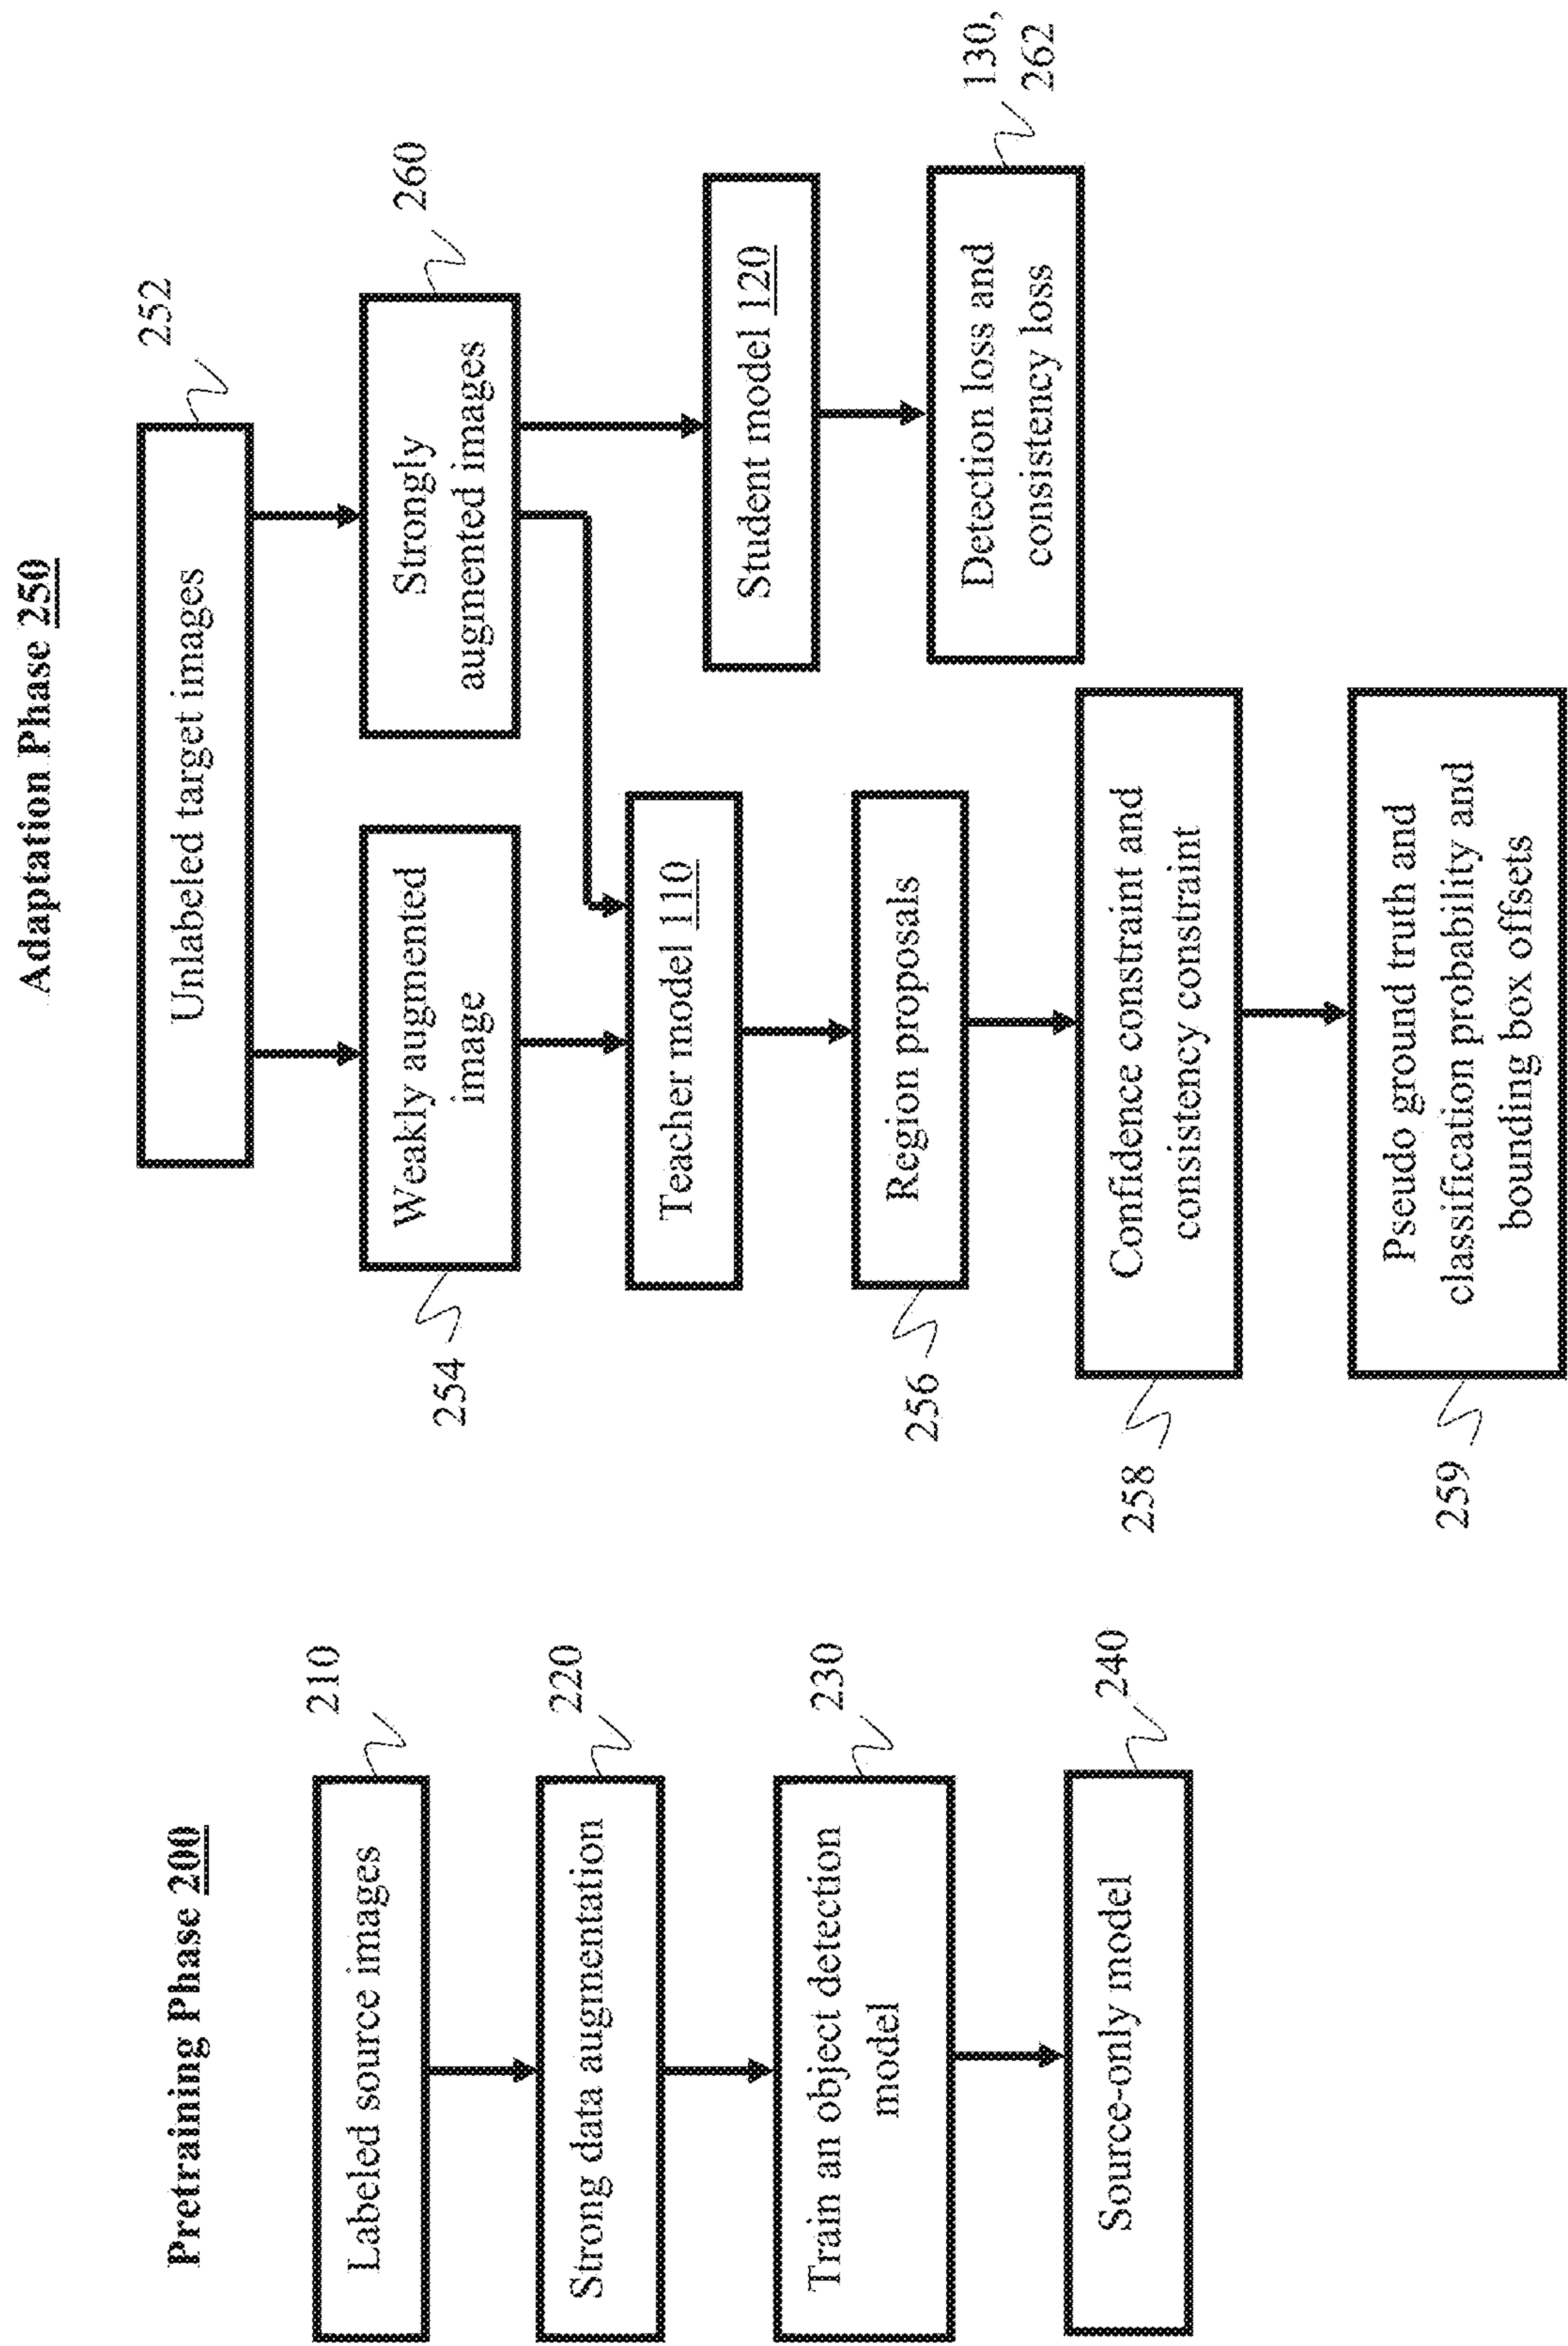 Pretraining Phase 200
Labeled source images
210
Strong data augmentation
220
Train an object detection
model
230
Source-only model
240
Adaptation Phase 250
Unlabeled target images
252
Weakly augmented
image
254
Strongly
augmented images
260
Teacher model 110
Student model 120
Region proposals
256
Detection loss and
consistency loss
130,
262
Confidence constraint and
consistency constraint
258
Pseudo ground truth and
classification probability and
bounding box offsets
259